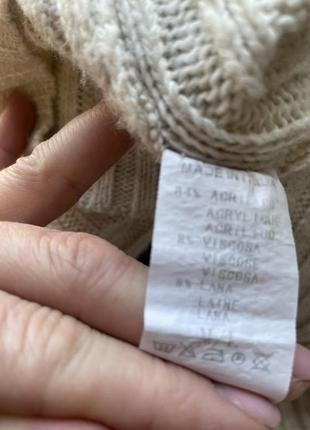 MADE IN ITALY
84% ACRILICO
ACRYLIQUE
ACRILICO
8% VISCOSA
VISCOSE
VISCOSA
8% LANA
LAINE
LANA